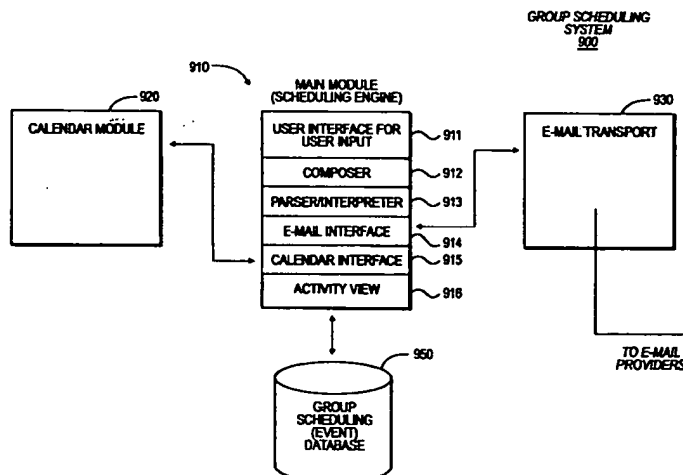 GROUP SCHEDULING
SYSTEM
900
910
MAIN MODULE
(SCHEDULING ENGINE)
920
CALENDAR MODULE
930
E-MAIL TRANSPORT
USER INTERFACE FOR
USER INPUT
911
COMPOSER
912
PARSER/INTERPRETER
913
E-MAIL INTERFACE
914
CALENDAR INTERFACE
915
ACTIVITY VIEW
916
TO E-MAIL
PROVIDERS
950
GROUP
SCHEDULING
(EVENT)
DATABASE